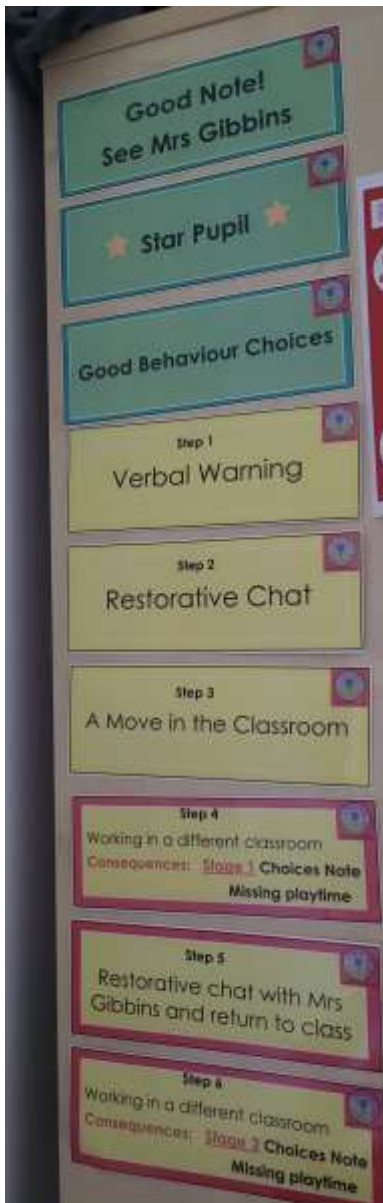 Good Note!
See Mrs Gibbins
Star Pupil
Good Behaviour Choices
Step 1
Verbal Warning
Step 2
Restorative Chat
Step 3
A Move in the Classroom
Step 4
Working in a different classroom
Consequences: Stage 1 Choices Note
Missing playtime
Step 5
Restorative chat with Mrs
Gibbins and return to class
Step 6
Working in a different classroom
Consequences: Stage 2 Choices Note
Missing playtime